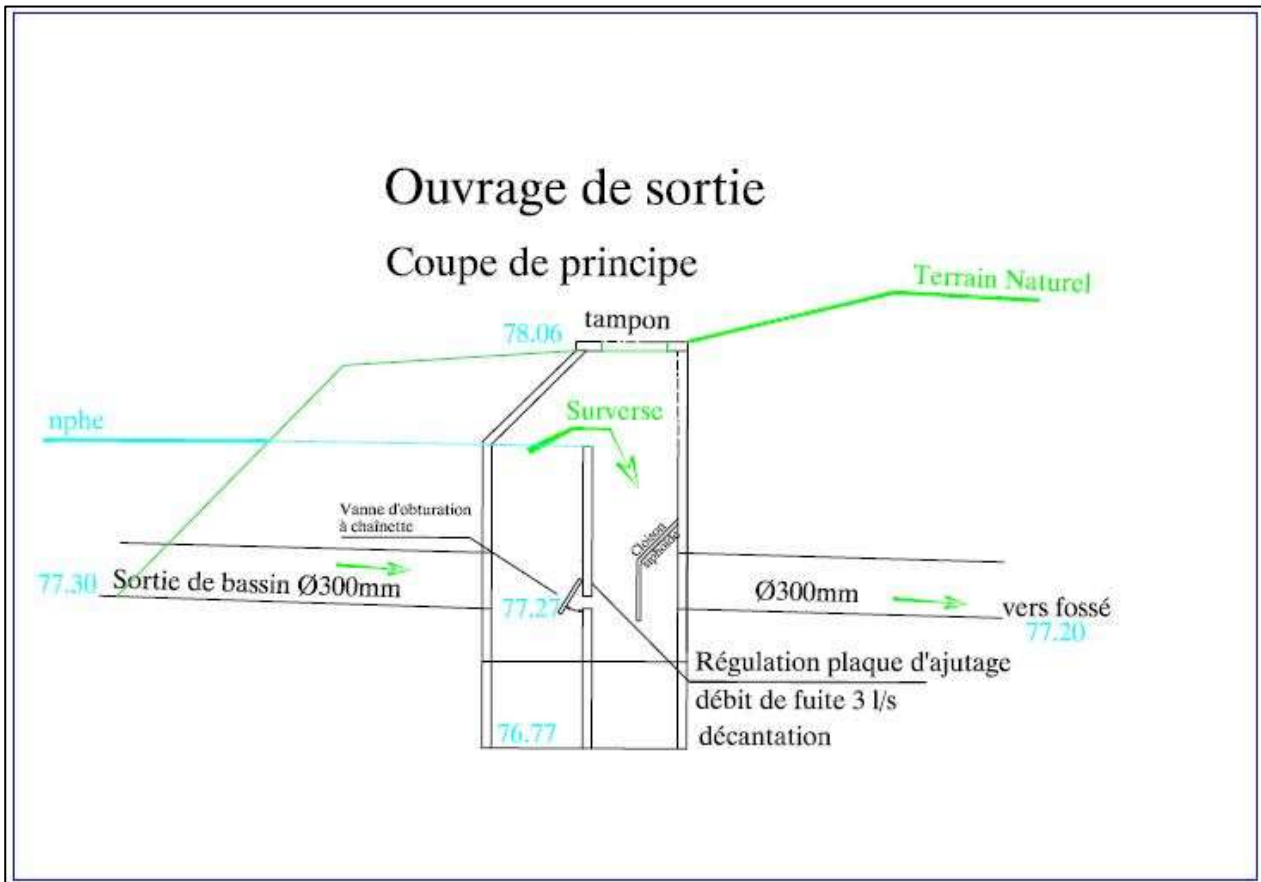 Ouvrage de sortie
Coupe de principe
Terrain Naturel
tampon
78.06
nphe
Surverse
Vanne d'obturation
à chaînette
Cloison
siphoïde
77.30
Sortie de bassin Ø300mm
77.27
Ø300mm
vers fossé
77.20
Régulation plaque d'ajutage
débit de fuite 3 l/s
76.77
décantation